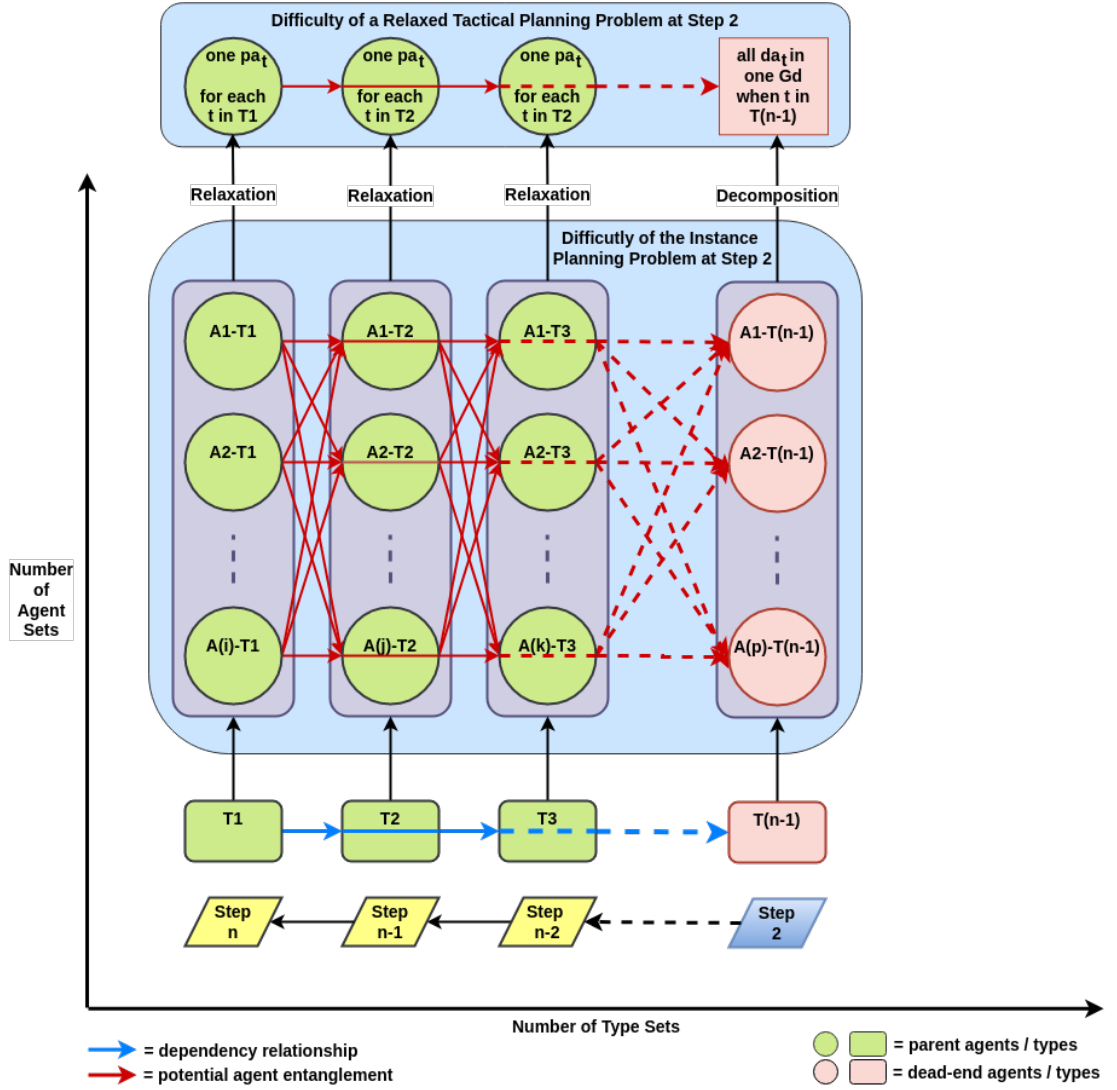 Difficulty of a Relaxed Tactical Planning Problem at Step 2
one pat
for each
t in T1
one pat
for each
t in T2
one pat
for each
t in T2
all dat in
one Gd
when t in
T(n-1)
Relaxation
Relaxation
Relaxation
Decomposition
Difficutly of the Instance
Planning Problem at Step 2
A1-T1
A1-T2
A1-T3
A1-T(n-1)
A2-T1
A2-T2
A2-T3
A2-T(n-1)
A(i)-T1
A(j)-T2
A(k)-T3
A(p)-T(n-1)
Number
of
Agent
Sets
T1
T2
T3
T(n-1)
Step
n
Step
n-1
Step
n-2
Step
2
Number of Type Sets
= dependency relationship
= potential agent entanglement
= parent agents / types
= dead-end agents / types